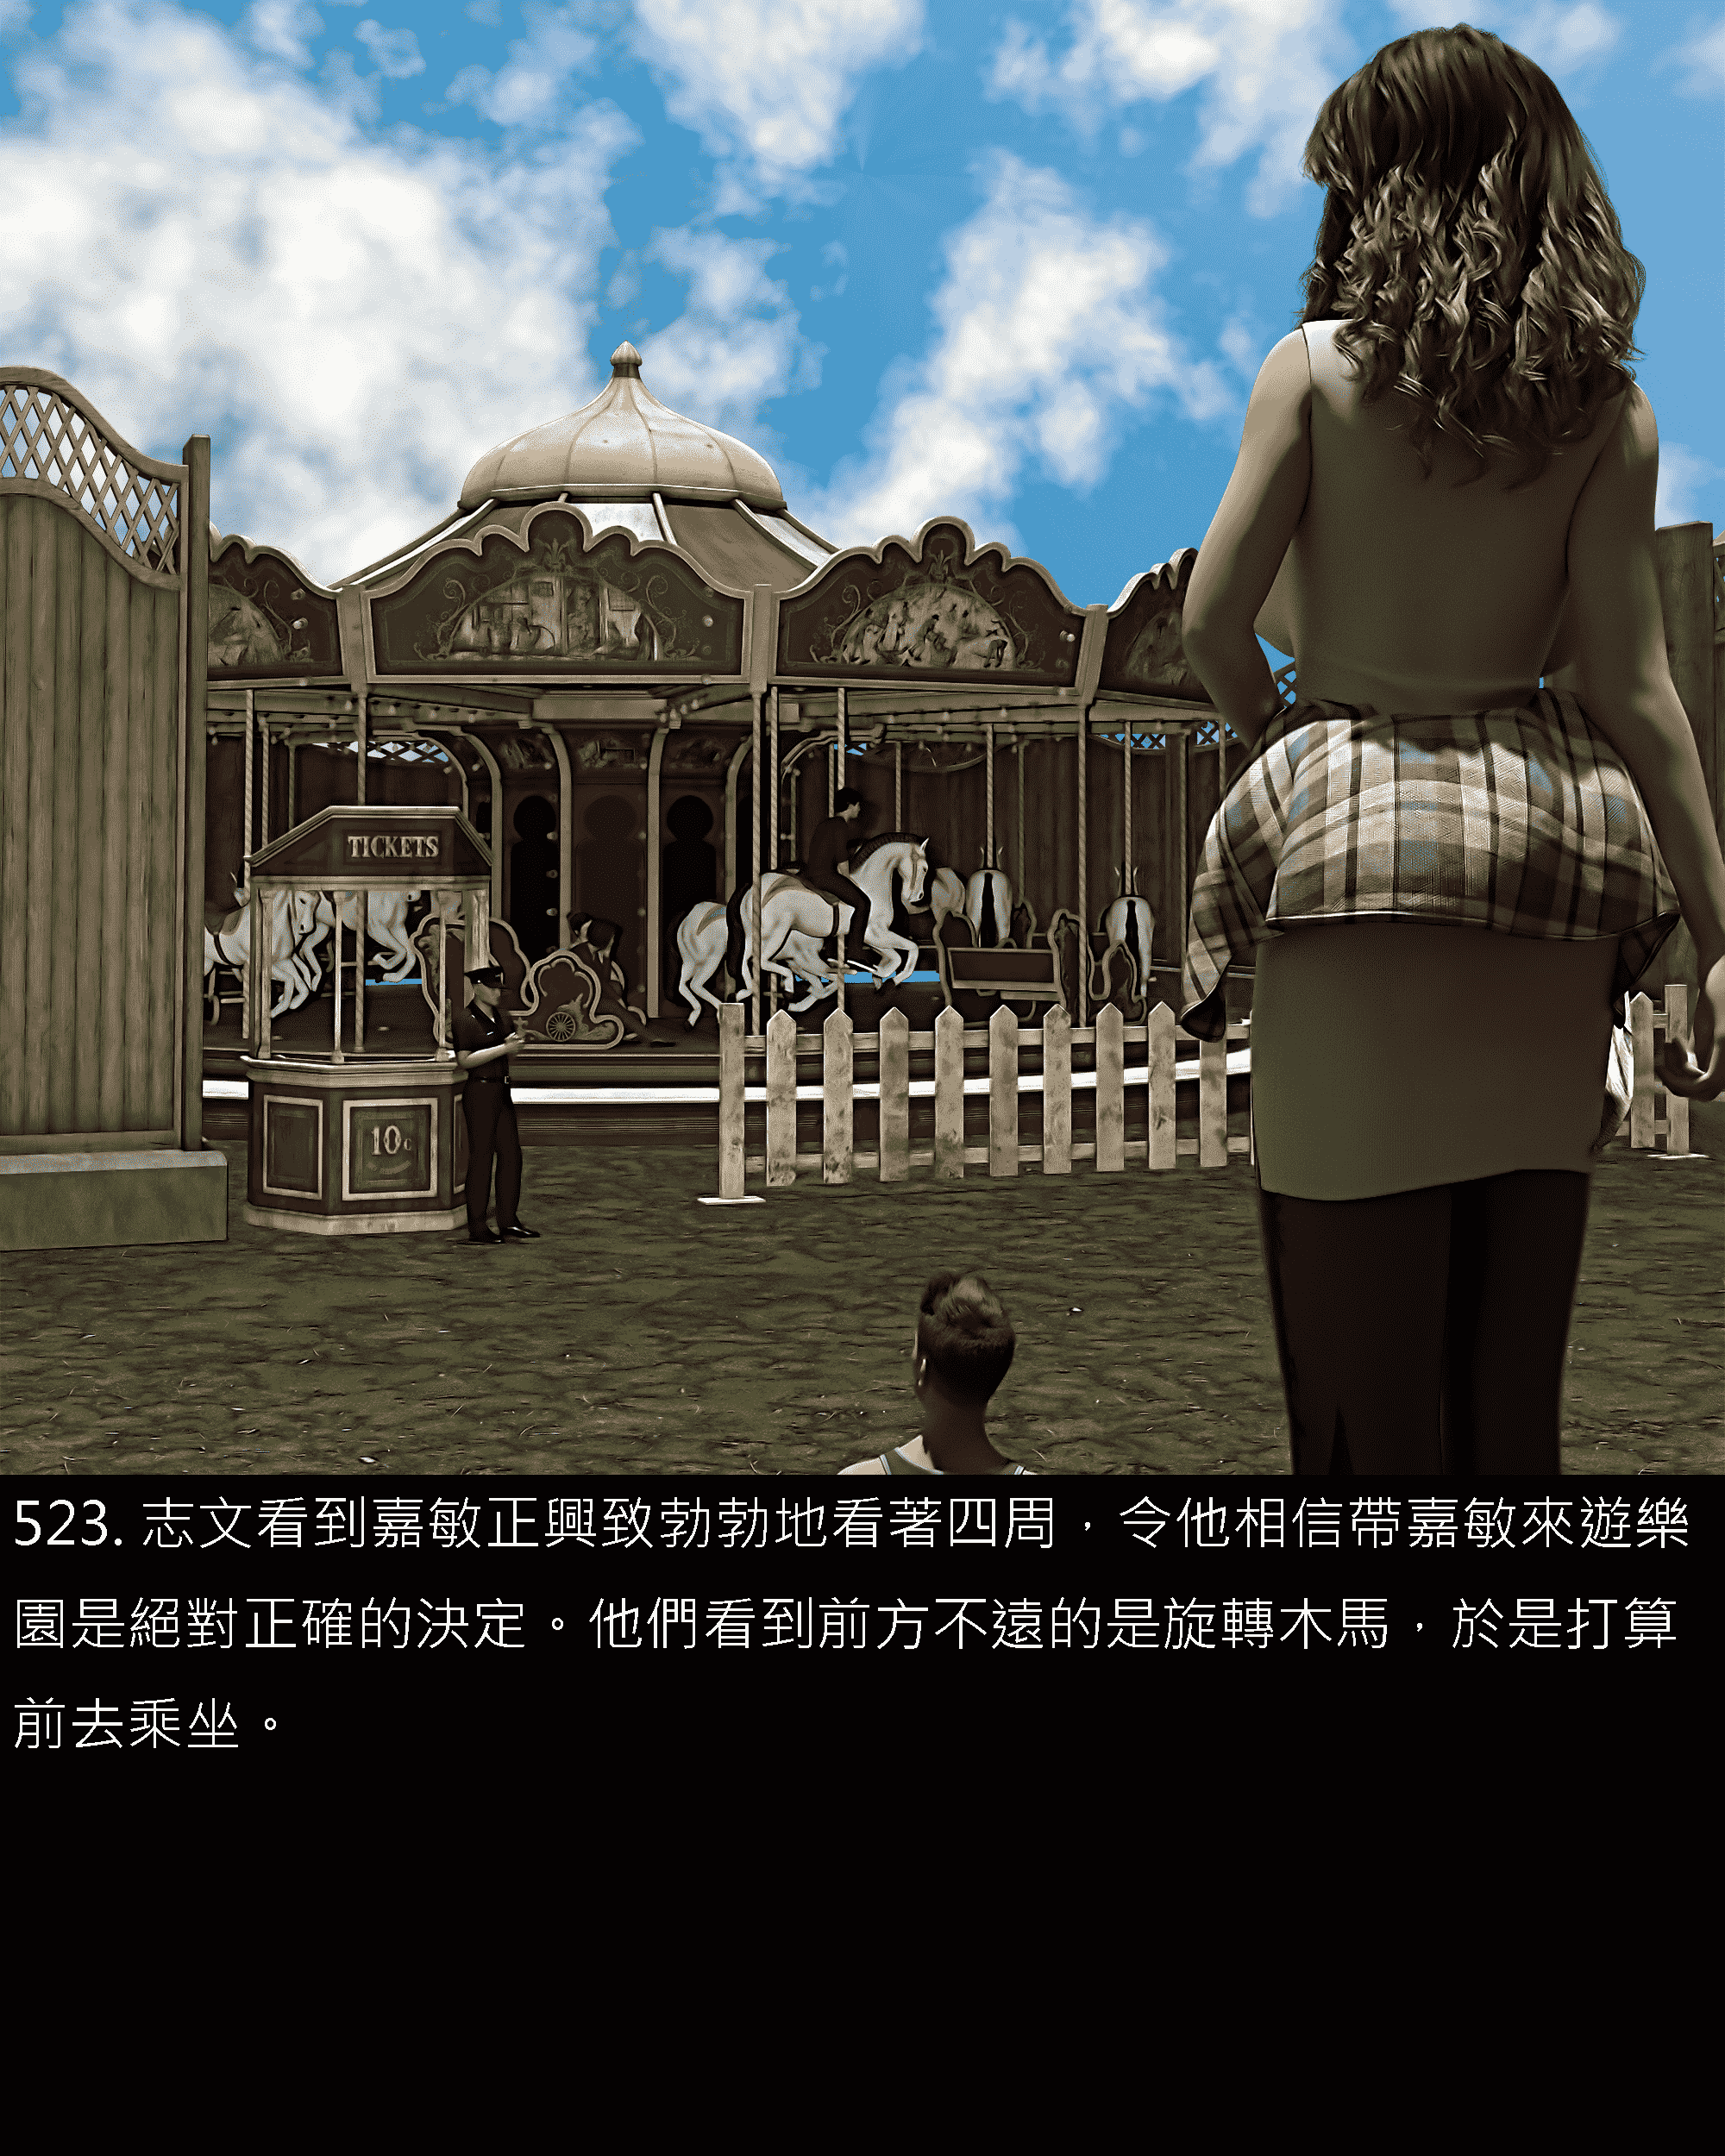 TICKETS
10c
523. 志文看到嘉敏正興致勃勃地看著四周，令他相信帶嘉敏來遊樂
園是絕對正確的決定。他們看到前方不遠的是旋轉木馬，於是打算
前去乘坐。